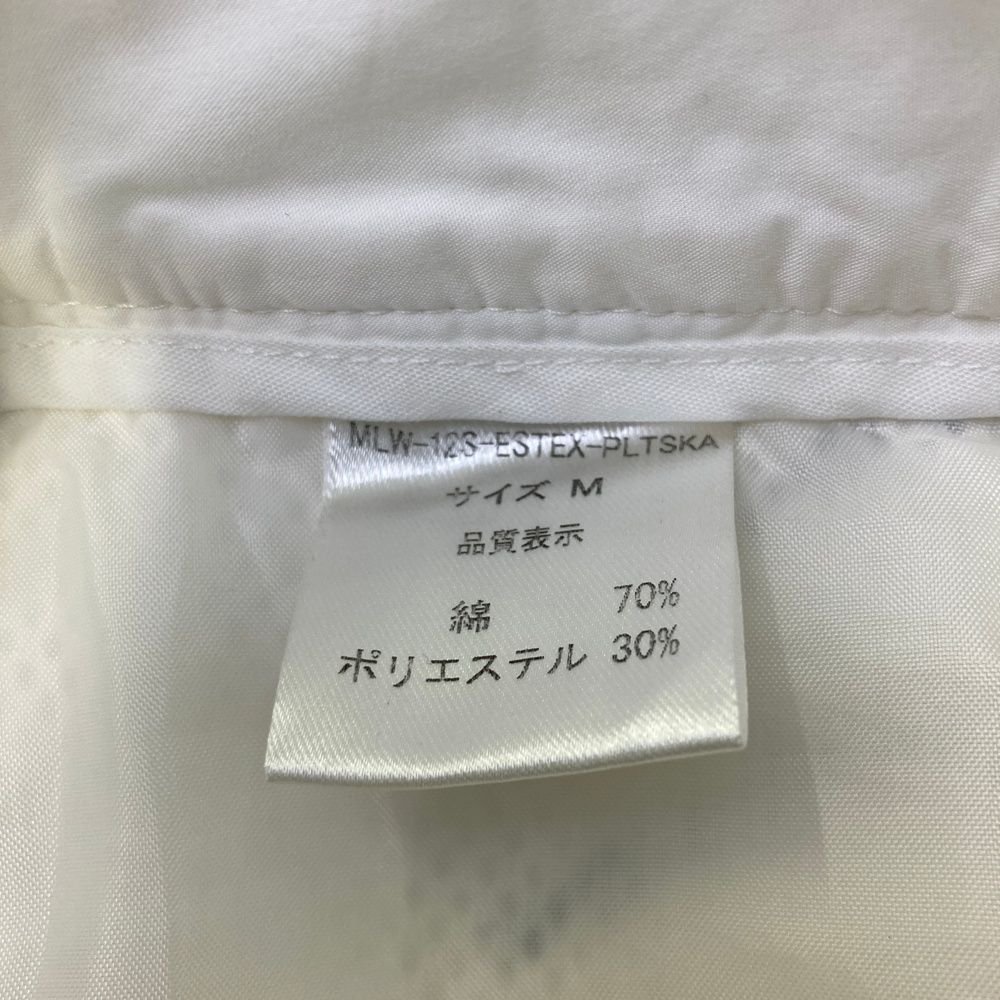 MLW-12S-ESTEX-PLTSKA
サイズ M
品質表示
綿 70%
ポリエステル 30%